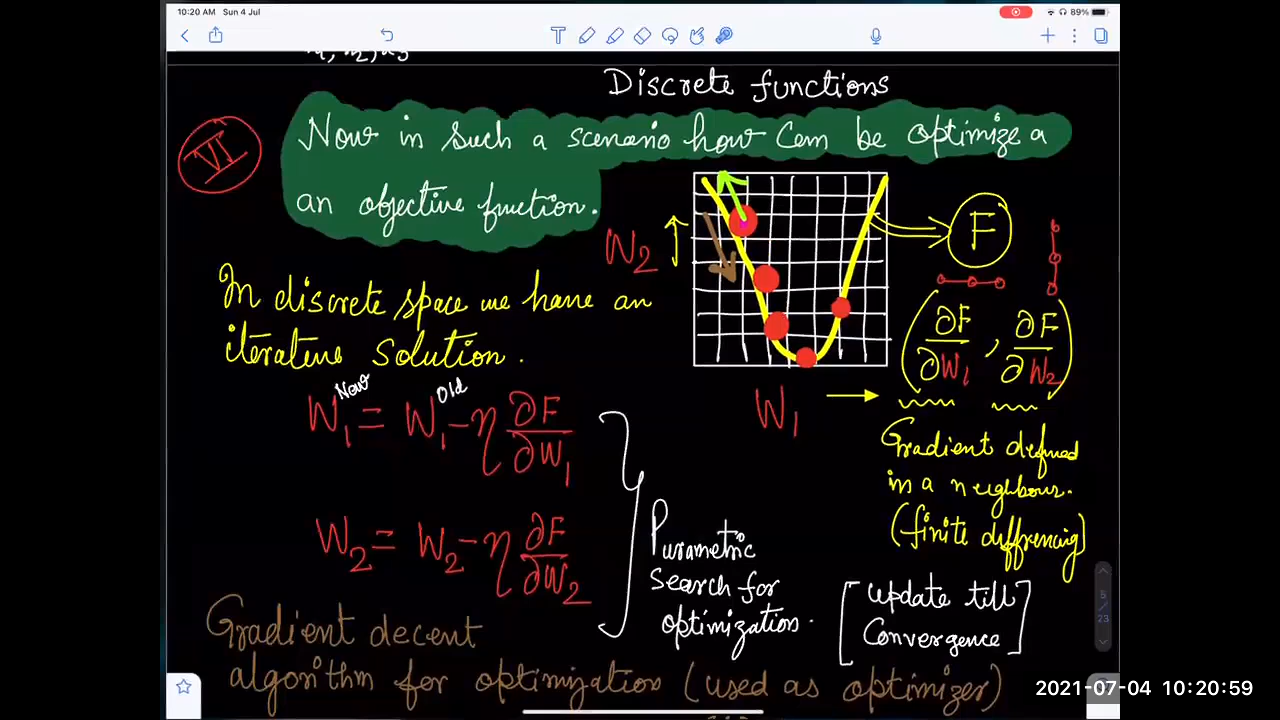 10:20 AM Sun 4 Jul
89%
Discrete functions
VI
Now in such a scenario how can be optimize a
an objective function.
W2
F
In discrete space we have an
iterative solution.
(∂F/∂W1, ∂F/∂W2)
W1
W1^New = W1^Old - η ∂F/∂W1
Gradient defined
in a neighbour.
(finite diffrencing)
W2 = W2 - η ∂F/∂W2
Parametric
search for
optimization.
[update till
Convergence]
5
/
23
Gradient decent
algorithm for optimization (used as optimizer)
2021-07-04 10:20:59